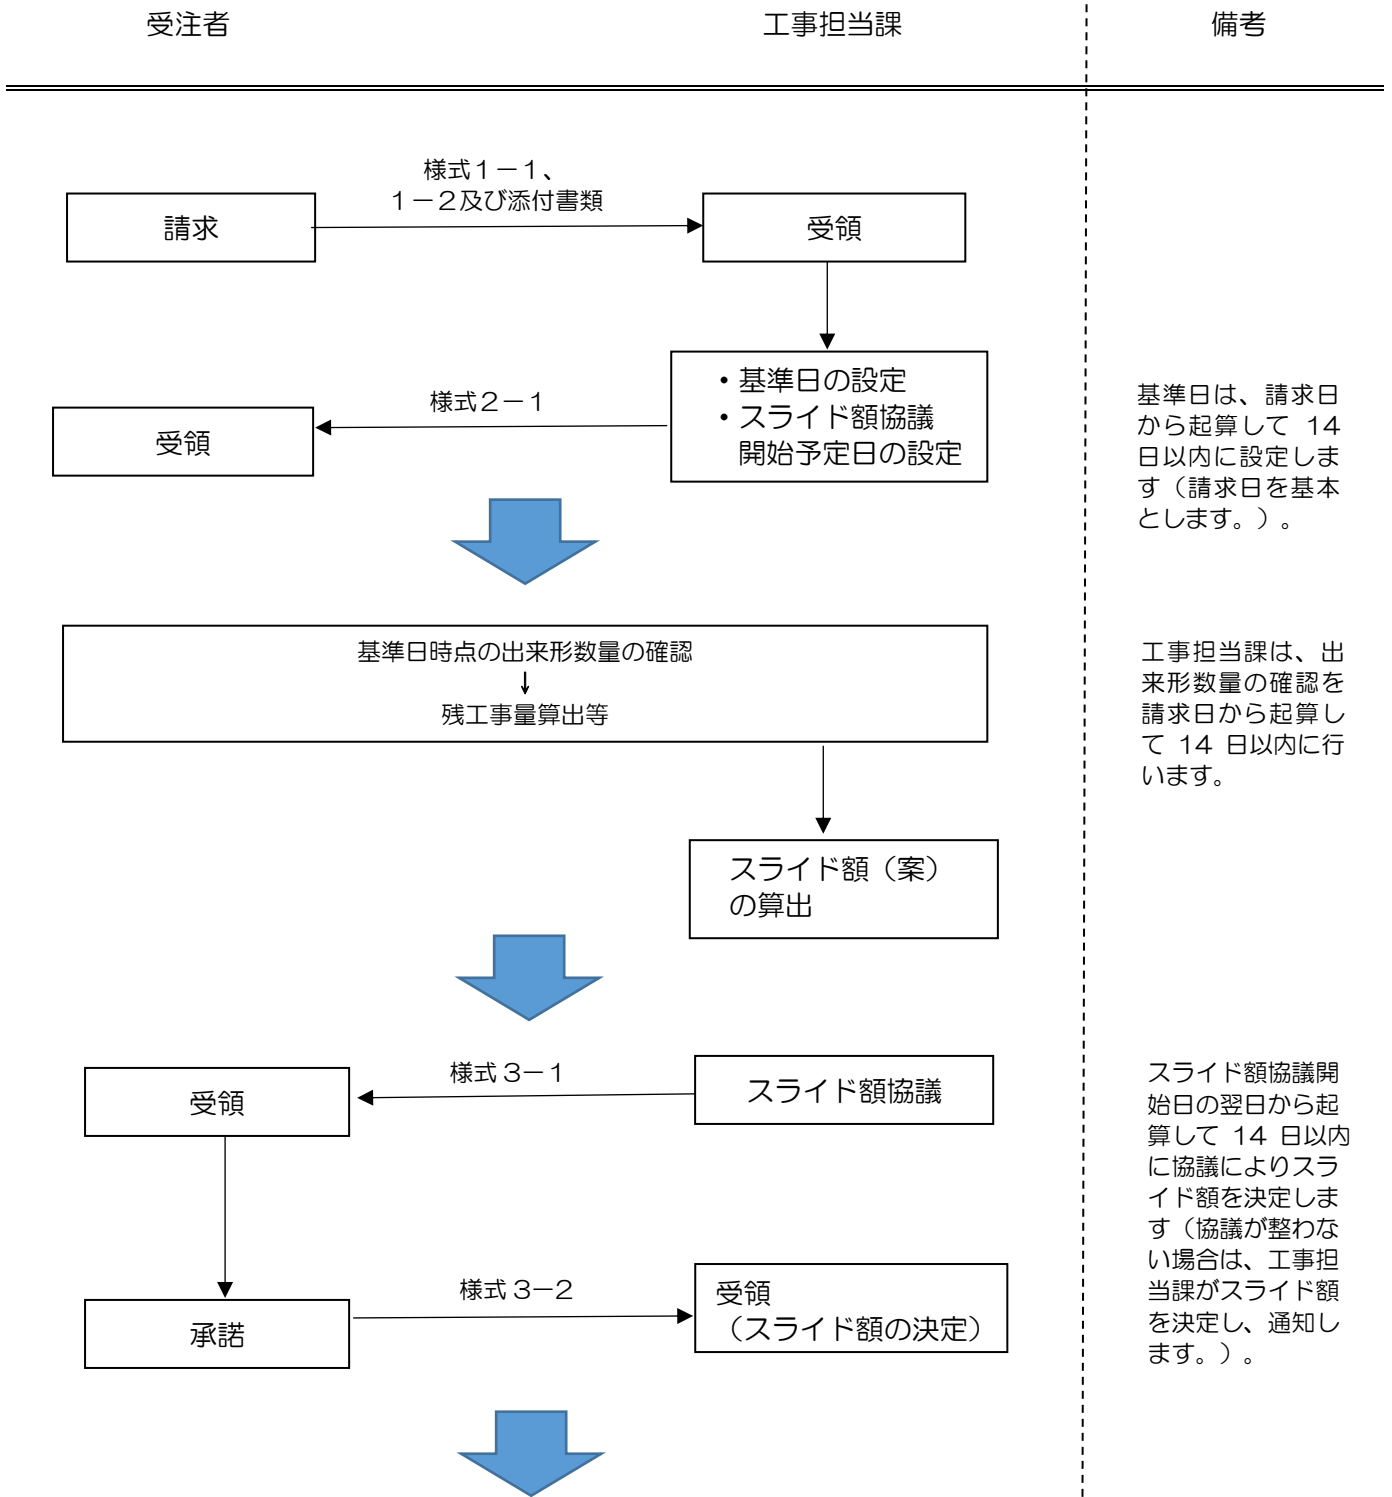 受注者
工事担当課
備考
様式１－１、
１－２及び添付書類
請求
受領
・基準日の設定
・スライド額協議
開始予定日の設定
様式２－１
受領
基準日は、請求日
から起算して 14
日以内に設定しま
す（請求日を基本
とします。）。
基準日時点の出来形数量の確認
↓
残工事量算出等
工事担当課は、出
来形数量の確認を
請求日から起算し
て 14 日以内に行
います。
スライド額（案）
の算出
様式３－１
受領
スライド額協議
スライド額協議開
始日の翌日から起
算して 14 日以内
に協議によりスラ
イド額を決定しま
す（協議が整わな
い場合は、工事担
当課がスライド額
を決定し、通知し
ます。）。
様式３－２
承諾
受領
（スライド額の決定）